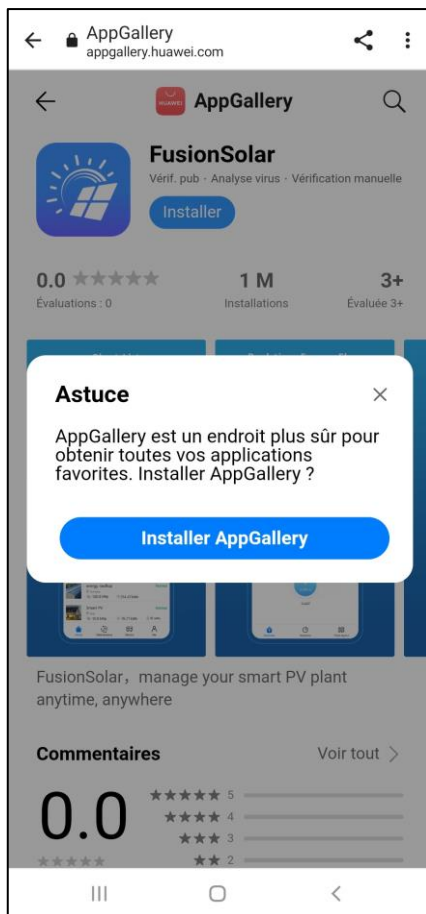 AppGallery
appgallery.huawei.com
HUAWEI AppGallery
FusionSolar
Vérif. pub · Analyse virus · Vérification manuelle
Installer
0.0 ★★★★★ 1 M 3+
Évaluations : 0 Installations Évaluée 3+
Astuce
AppGallery est un endroit plus sûr pour
obtenir toutes vos applications
favorites. Installer AppGallery ?
Installer AppGallery
FusionSolar, manage your smart PV plant
anytime, anywhere
Commentaires Voir tout
0.0
★★★★★ 5
★★★★ 4
★★★ 3
★★ 2